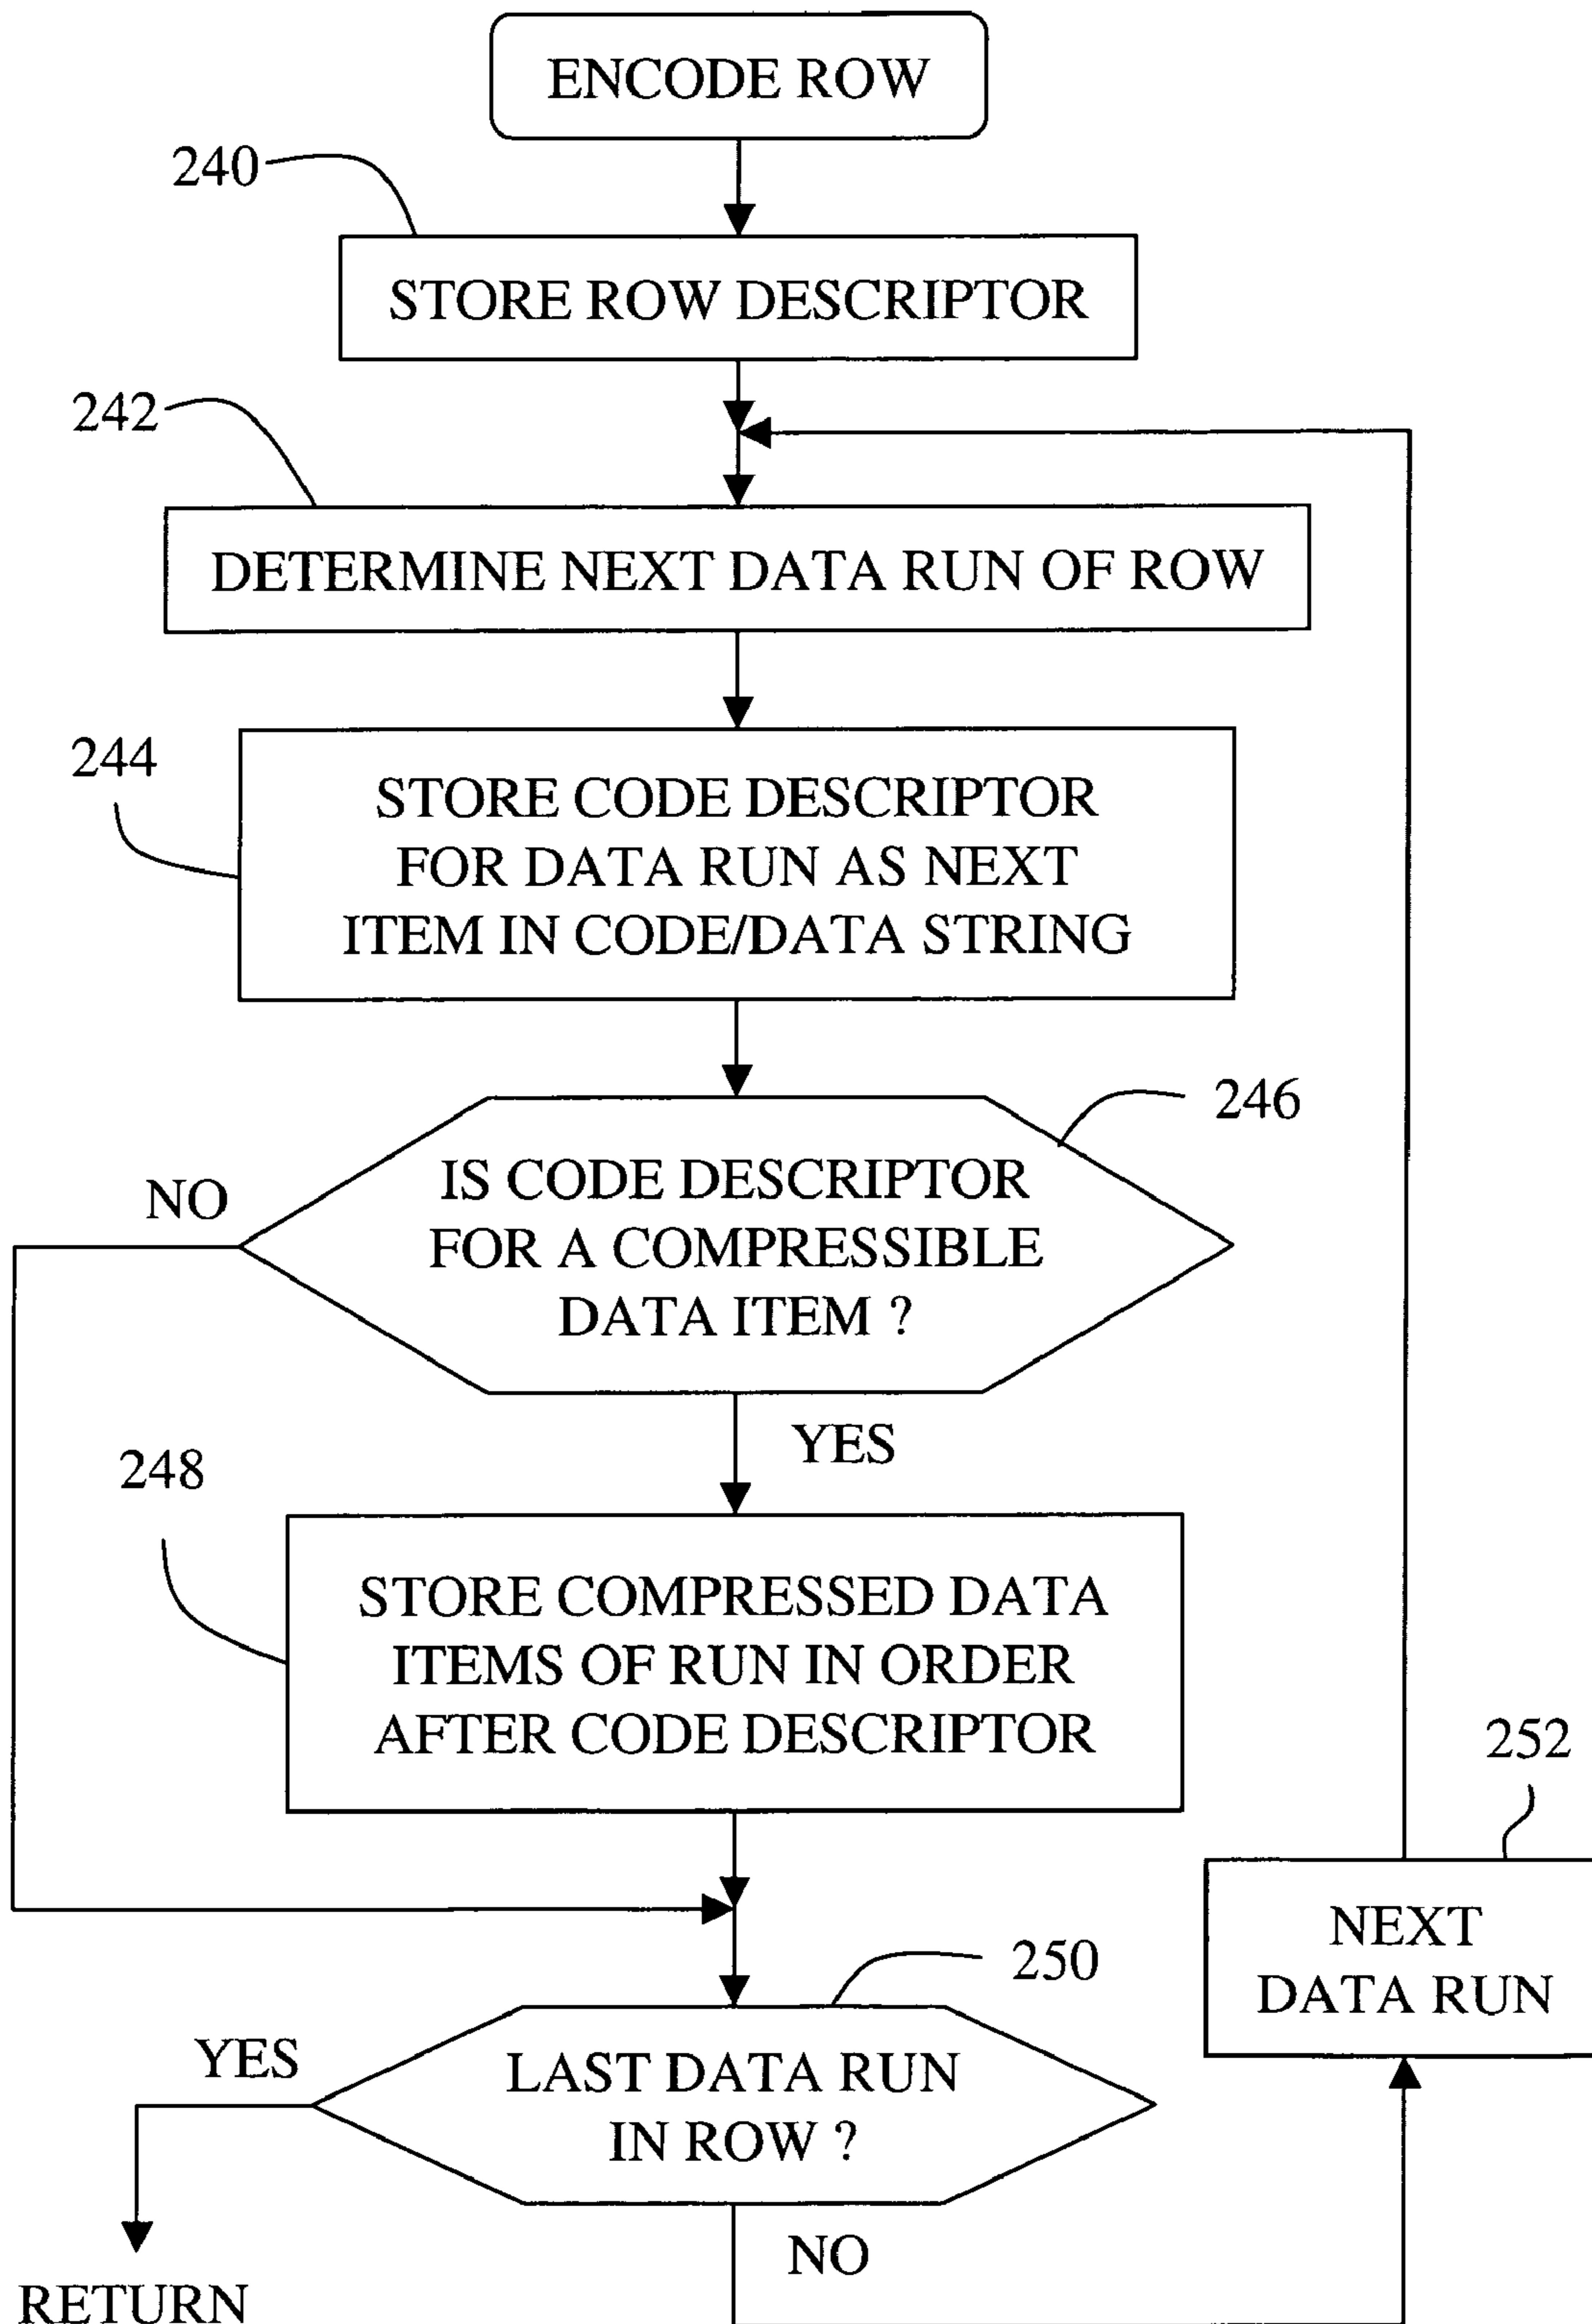 ENCODE ROW
240
STORE ROW DESCRIPTOR
242
DETERMINE NEXT DATA RUN OF ROW
244
STORE CODE DESCRIPTOR
FOR DATA RUN AS NEXT
ITEM IN CODE/DATA STRING
246
NO
IS CODE DESCRIPTOR
FOR A COMPRESSIBLE
DATA ITEM ?
YES
248
STORE COMPRESSED DATA
ITEMS OF RUN IN ORDER
AFTER CODE DESCRIPTOR
252
NEXT
DATA RUN
250
YES
LAST DATA RUN
IN ROW ?
NO
RETURN